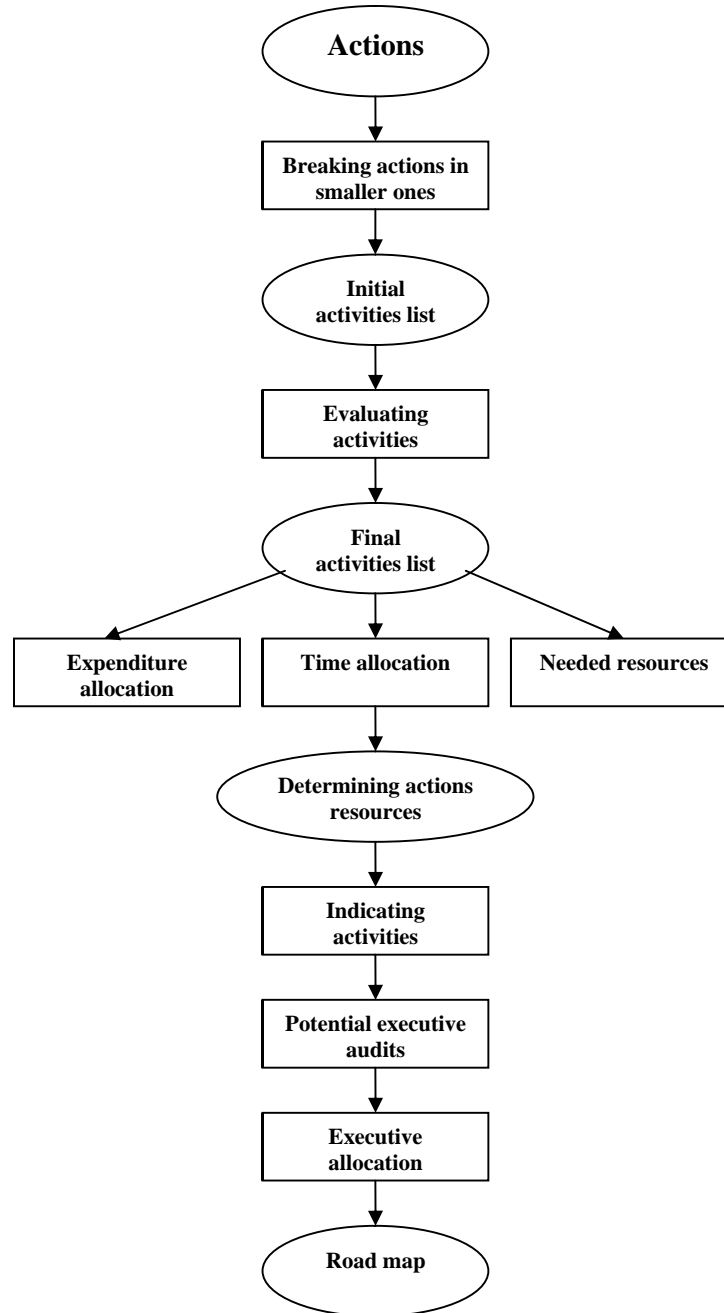 Actions
Breaking actions in
smaller ones
Initial
activities list
Evaluating
activities
Final
activities list
Expenditure
allocation
Time allocation
Needed resources
Determining actions
resources
Indicating
activities
Potential executive
audits
Executive
allocation
Road map